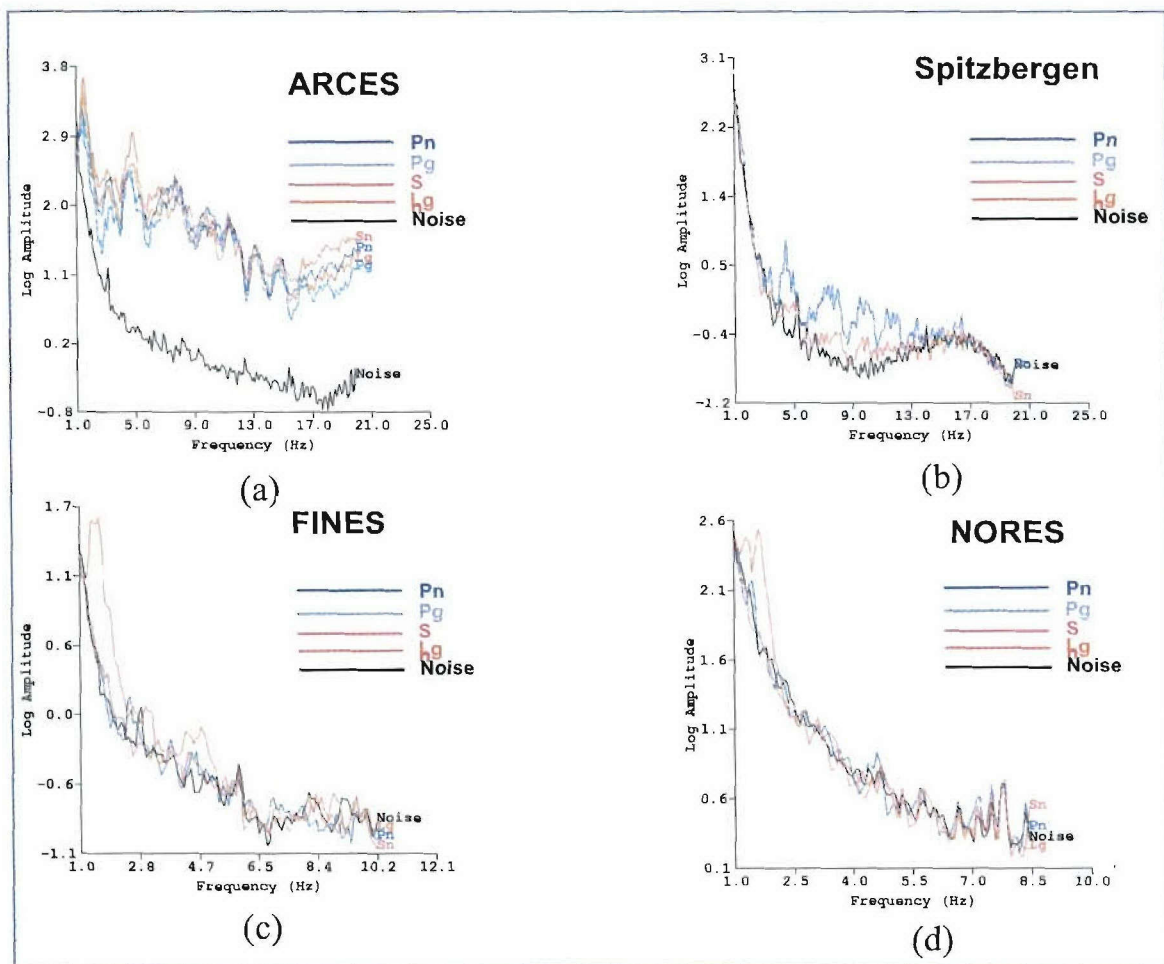 ARCES
3.8
2.9
2.0
1.1
0.2
-0.8
Log Amplitude
Pn
Pg
S
Lg
n
Noise
Sn
Pn
Lg
Pg
Noise
1.0 5.0 9.0 13.0 17.0 21.0 25.0
Frequency (Hz)
(a)
Spitzbergen
3.1
2.2
1.4
0.5
-0.4
-1.2
Log Amplitude
Pn
Pg
S
Lg
n
Noise
Noise
Sn
1.0 5.0 9.0 13.0 17.0 21.0 25.0
Frequency (Hz)
(b)
FINES
1.7
1.1
0.6
0.0
-0.6
-1.1
Log Amplitude
Pn
Pg
S
Lg
n
Noise
Noise
Lg
Pn
Sn
1.0 2.8 4.7 6.5 8.4 10.2 12.1
Frequency (Hz)
(c)
NORES
2.6
2.1
1.6
1.1
0.6
0.1
Log Amplitude
Pn
Pg
S
Lg
n
Noise
Sn
Pn
Noise
Lg
1.0 2.5 4.0 5.5 7.0 8.5 10.0
Frequency (Hz)
(d)